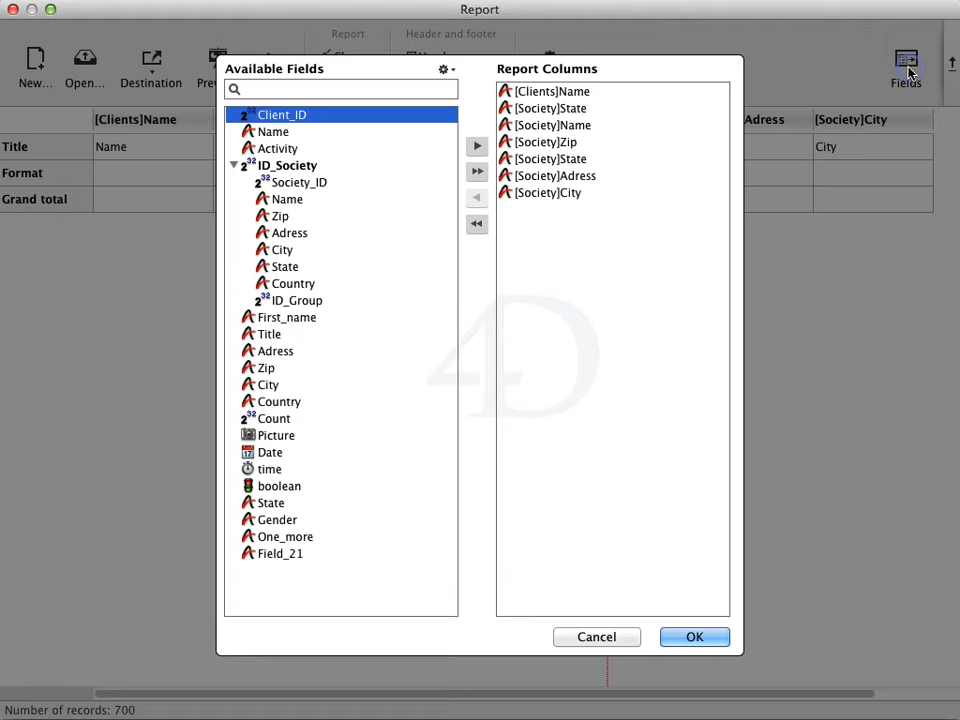 Report
Report
Header and footer
New...
Open...
Destination
Fields
[Clients]Name
Adress
[Society]City
Title
Name
City
Format
Grand total
Available Fields
Client_ID
Name
Activity
ID_Society
Society_ID
Name
Zip
Adress
City
State
Country
ID_Group
First_name
Title
Adress
Zip
City
Country
Count
Picture
Date
time
boolean
State
Gender
One_more
Field_21
Report Columns
[Clients]Name
[Society]State
[Society]Name
[Society]Zip
[Society]State
[Society]Adress
[Society]City
4D
Cancel
OK
Number of records: 700